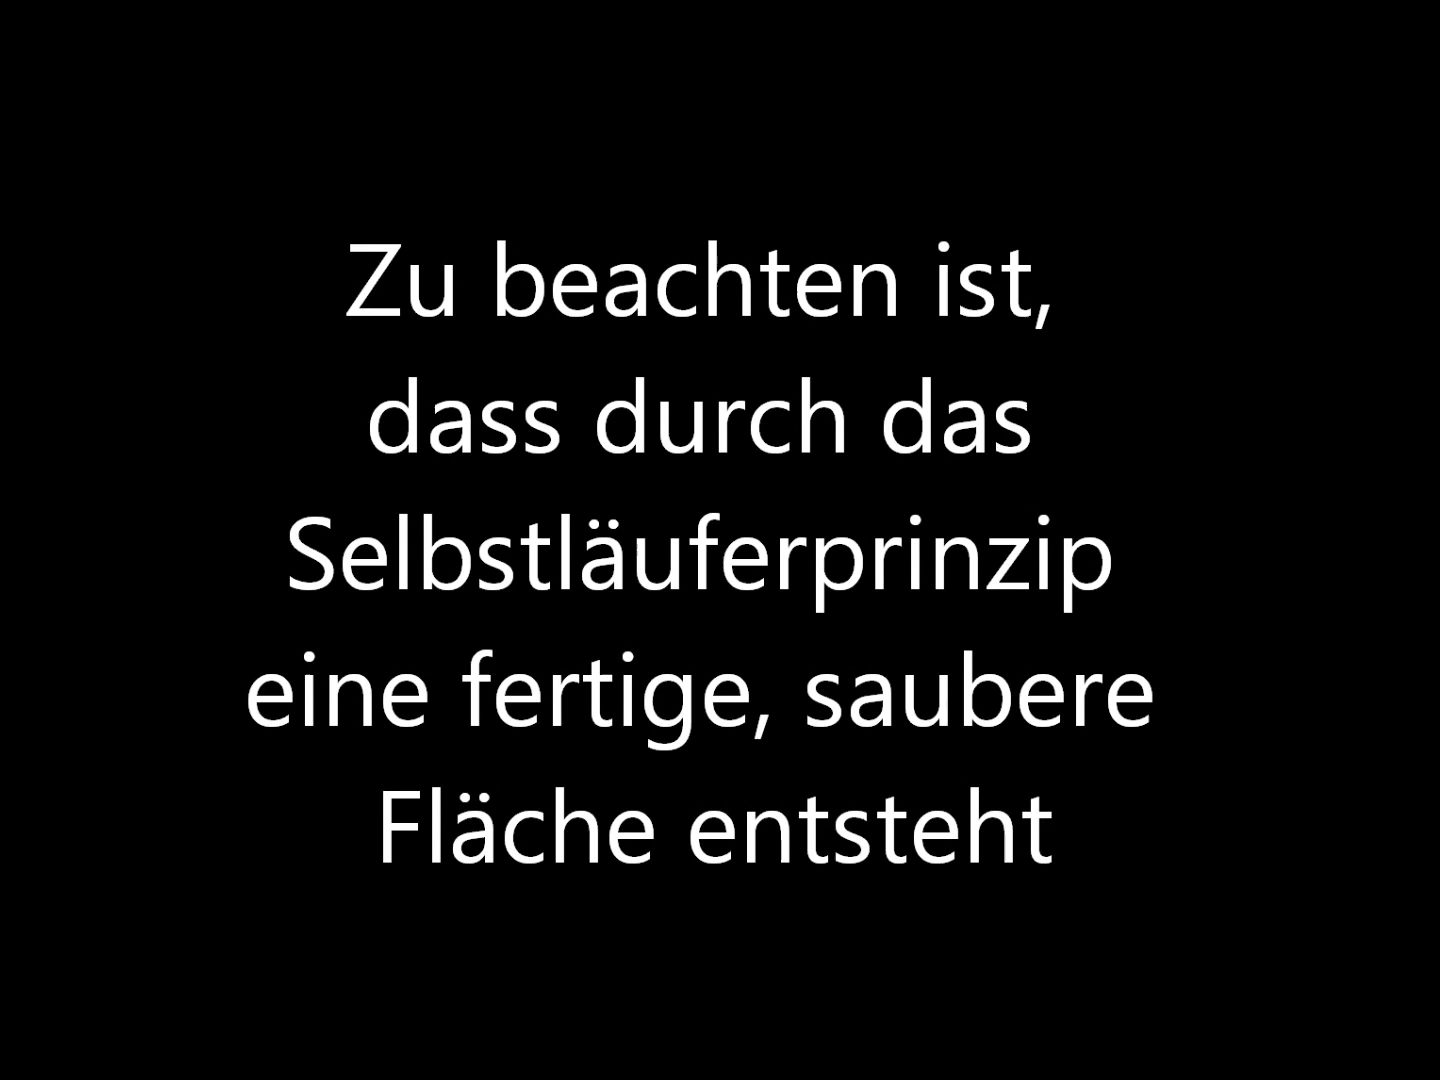 Zu beachten ist,
dass durch das
Selbstläuferprinzip
eine fertige, saubere
Fläche entsteht